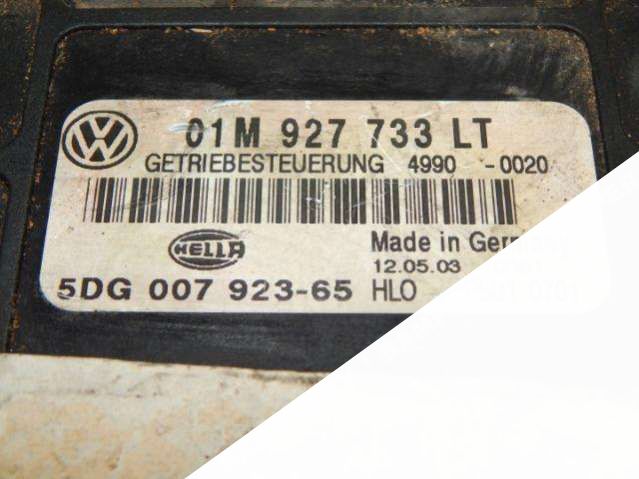 01M 927 733 LT
GETRIEBESTEUERUNG 4990 -0020
HELLA
Made in Germany
12.05.03
5DG 007 923-65 HLO